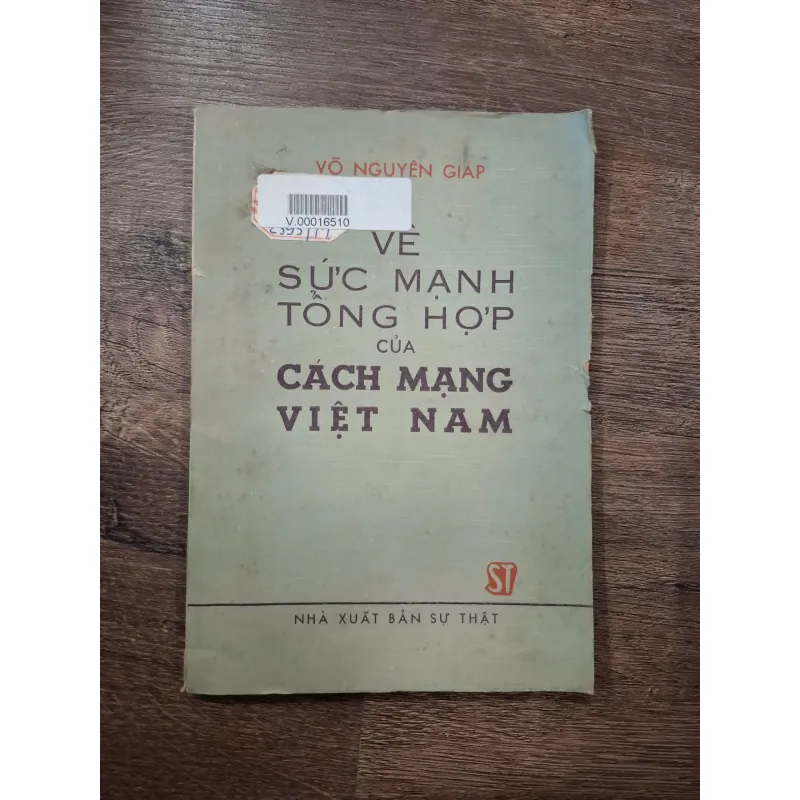 VÕ NGUYÊN GIÁP
V.00016510
VỀ
SỨC MẠNH
TỔNG HỢP
CỦA
CÁCH MẠNG
VIỆT NAM
ST
NHÀ XUẤT BẢN SỰ THẬT